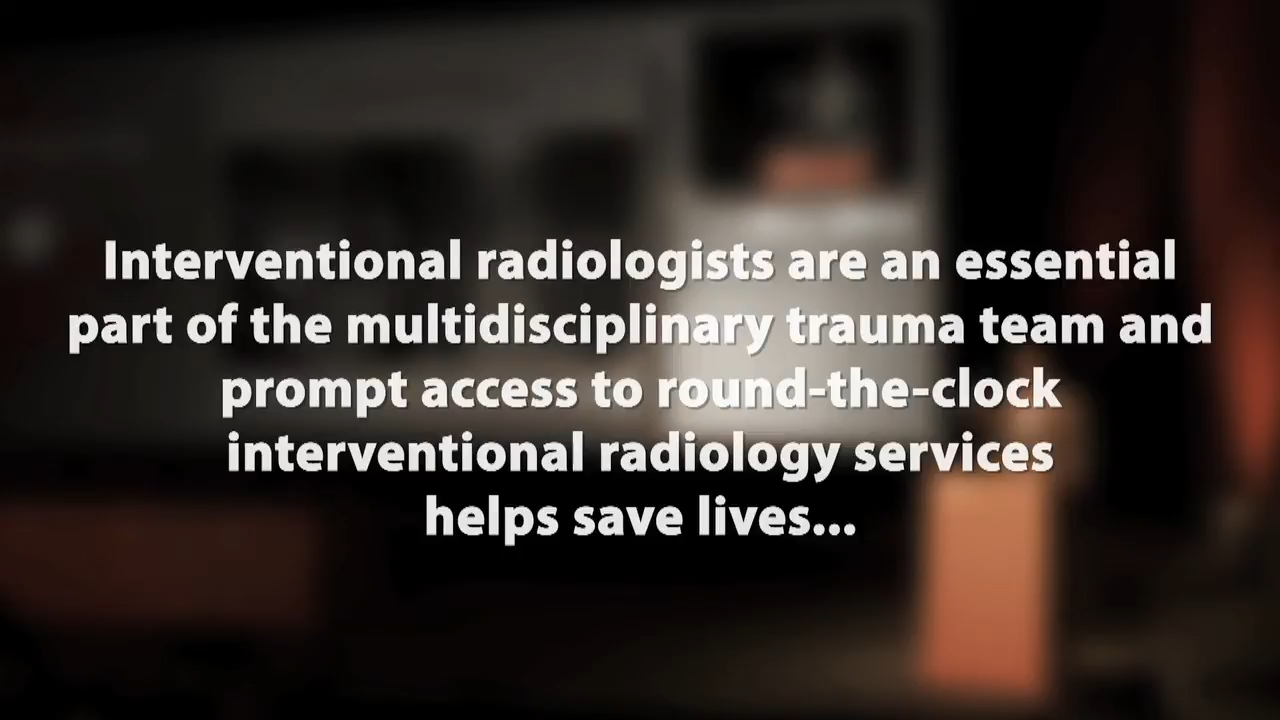 Interventional radiologists are an essential
part of the multidisciplinary trauma team and
prompt access to round-the-clock
interventional radiology services
helps save lives...